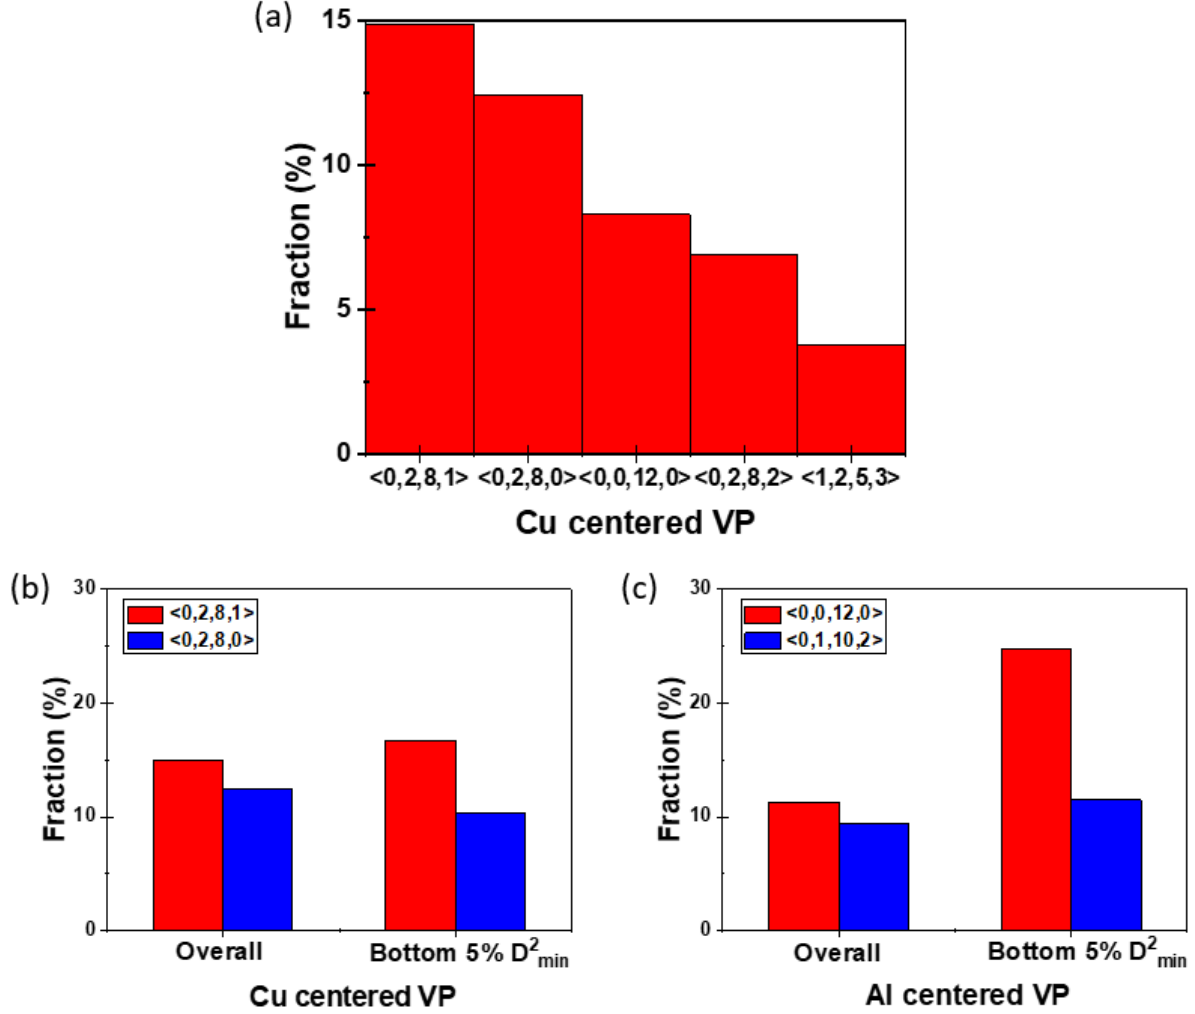 (a)
15
10
5
0
Fraction (%)
<0,2,8,1> <0,2,8,0> <0,0,12,0> <0,2,8,2> <1,2,5,3>
Cu centered VP
(b)
30
20
10
0
Fraction (%)
<0,2,8,1>
<0,2,8,0>
Overall Bottom 5% D²min
Cu centered VP
(c)
30
20
10
0
Fraction (%)
<0,0,12,0>
<0,1,10,2>
Overall Bottom 5% D²min
Al centered VP